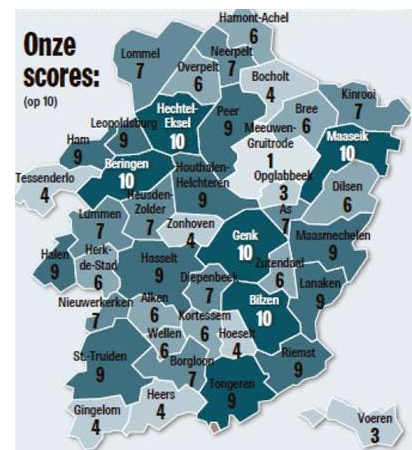 Onze
scores:
(op 10)
Hamont-Achel
6
Lommel
7
Neerpelt
7
Overpelt
6
Bocholt
4
Hechtel-
Eksel
10
Peer
9
Bree
6
Kinrooi
7
Leopoldsburg
9
Meeuwen-
Gruitrode
1
Maaseik
10
Ham
9
Beringen
10
Houthalen-
Helchteren
9
Opglabbeek
3
Dilsen
6
Tessenderlo
4
Heusden-
Zolder
7
As
7
Lummen
7
Zonhoven
4
Genk
10
Maasmechelen
9
Halen
9
Herk-
de-Stad
6
Hasselt
9
Zutendaal
6
Diepenbeek
7
Lanaken
9
Nieuwerkerken
7
Alken
6
Bilzen
10
Kortessem
6
Wellen
6
Hoeselt
4
St.-Truiden
9
Borgloon
7
Riemst
9
Tongeren
9
Heers
4
Gingelom
4
Voeren
3